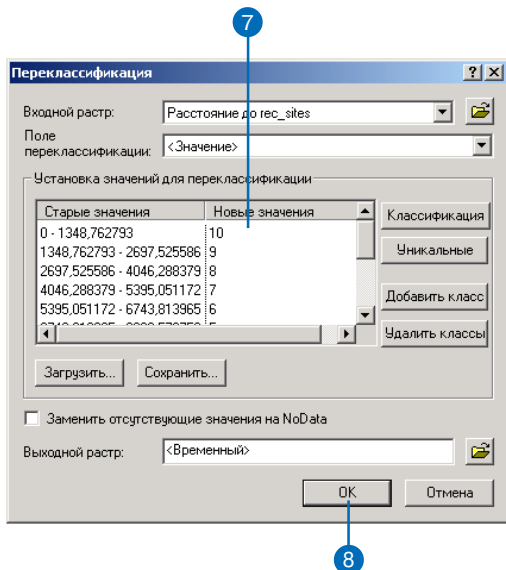 7
Переклассификация
Входной растр: Расстояние до rec_sites
Поле
переклассификации: <Значение>
Установка значений для переклассификации
Старые значения Новые значения
0 - 1348,762793 10
1348,762793 - 2697,525586 9
2697,525586 - 4046,288379 8
4046,288379 - 5395,051172 7
5395,051172 - 6743,813965 6
Классификация
Уникальные
Добавить класс
Удалить классы
Загрузить... Сохранить...
Заменить отсутствующие значения на NoData
Выходной растр: <Временный>
OK Отмена
8